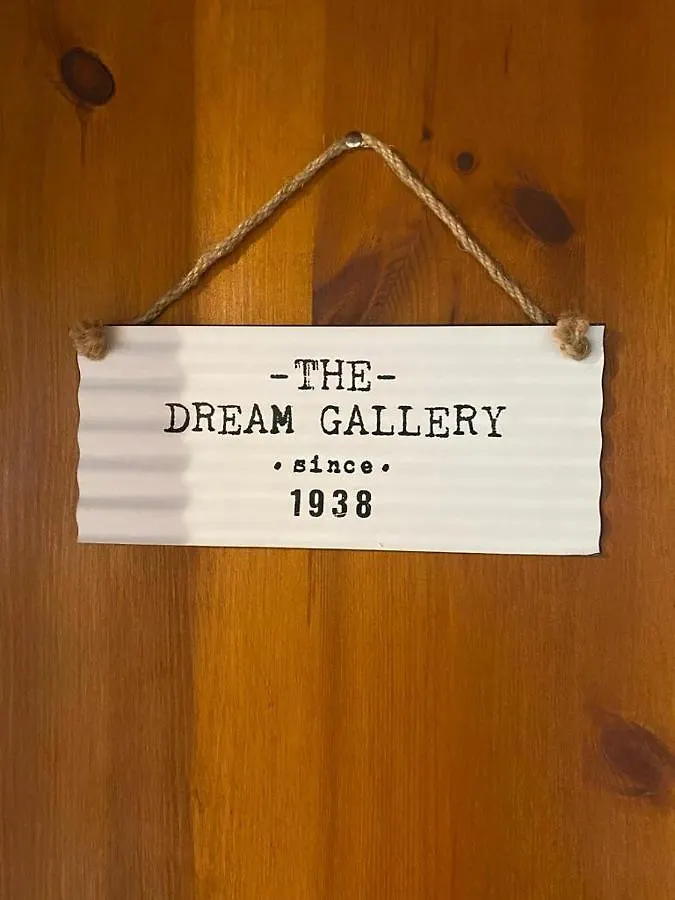 -THE-
DREAM GALLERY
• since •
1938